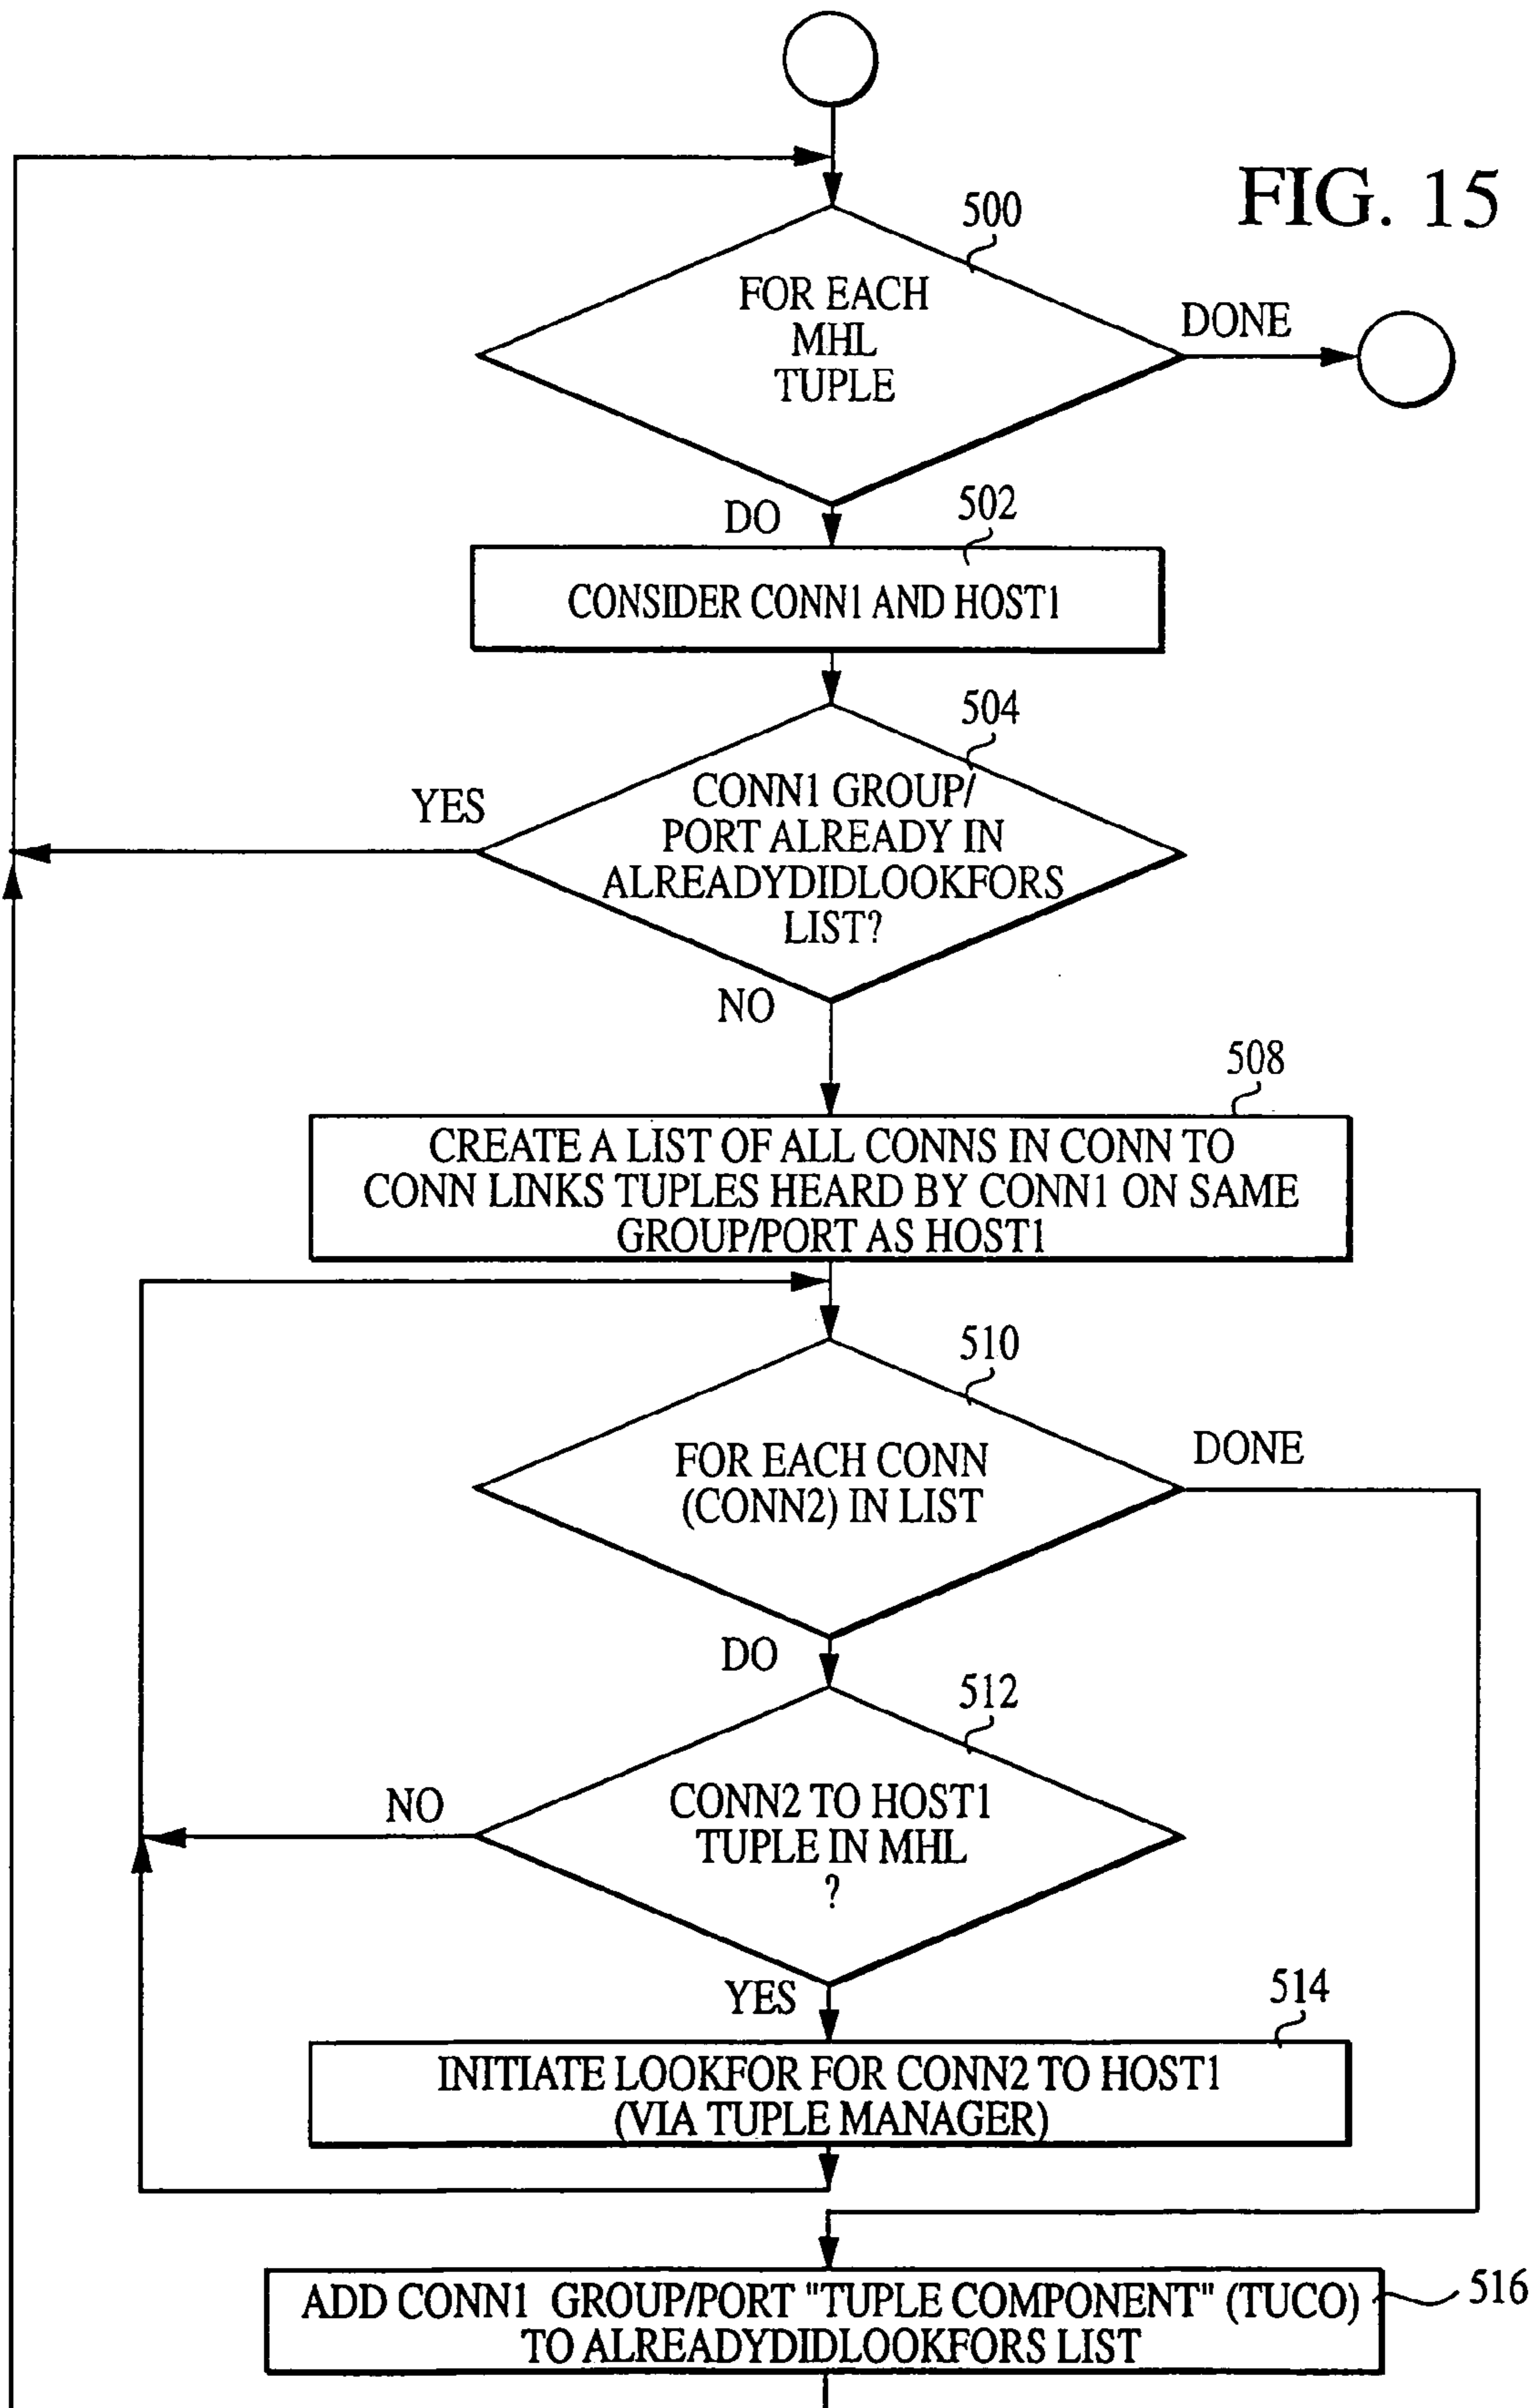 FIG. 15
500
FOR EACH
MHL
TUPLE
DONE
DO
502
CONSIDER CONN1 AND HOST1
504
CONN1 GROUP/
PORT ALREADY IN
ALREADYDIDLOOKFORS
LIST?
YES
NO
508
CREATE A LIST OF ALL CONNS IN CONN TO
CONN LINKS TUPLES HEARD BY CONN1 ON SAME
GROUP/PORT AS HOST1
510
FOR EACH CONN
(CONN2) IN LIST
DONE
DO
512
CONN2 TO HOST1
TUPLE IN MHL
?
NO
YES
514
INITIATE LOOKFOR FOR CONN2 TO HOST1
(VIA TUPLE MANAGER)
ADD CONN1 GROUP/PORT "TUPLE COMPONENT" (TUCO)
TO ALREADYDIDLOOKFORS LIST
516